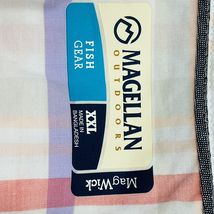 MAGELLAN
OUTDOORS
FISH
GEAR
XXL
MADE IN
BANGLADESH
MagWick